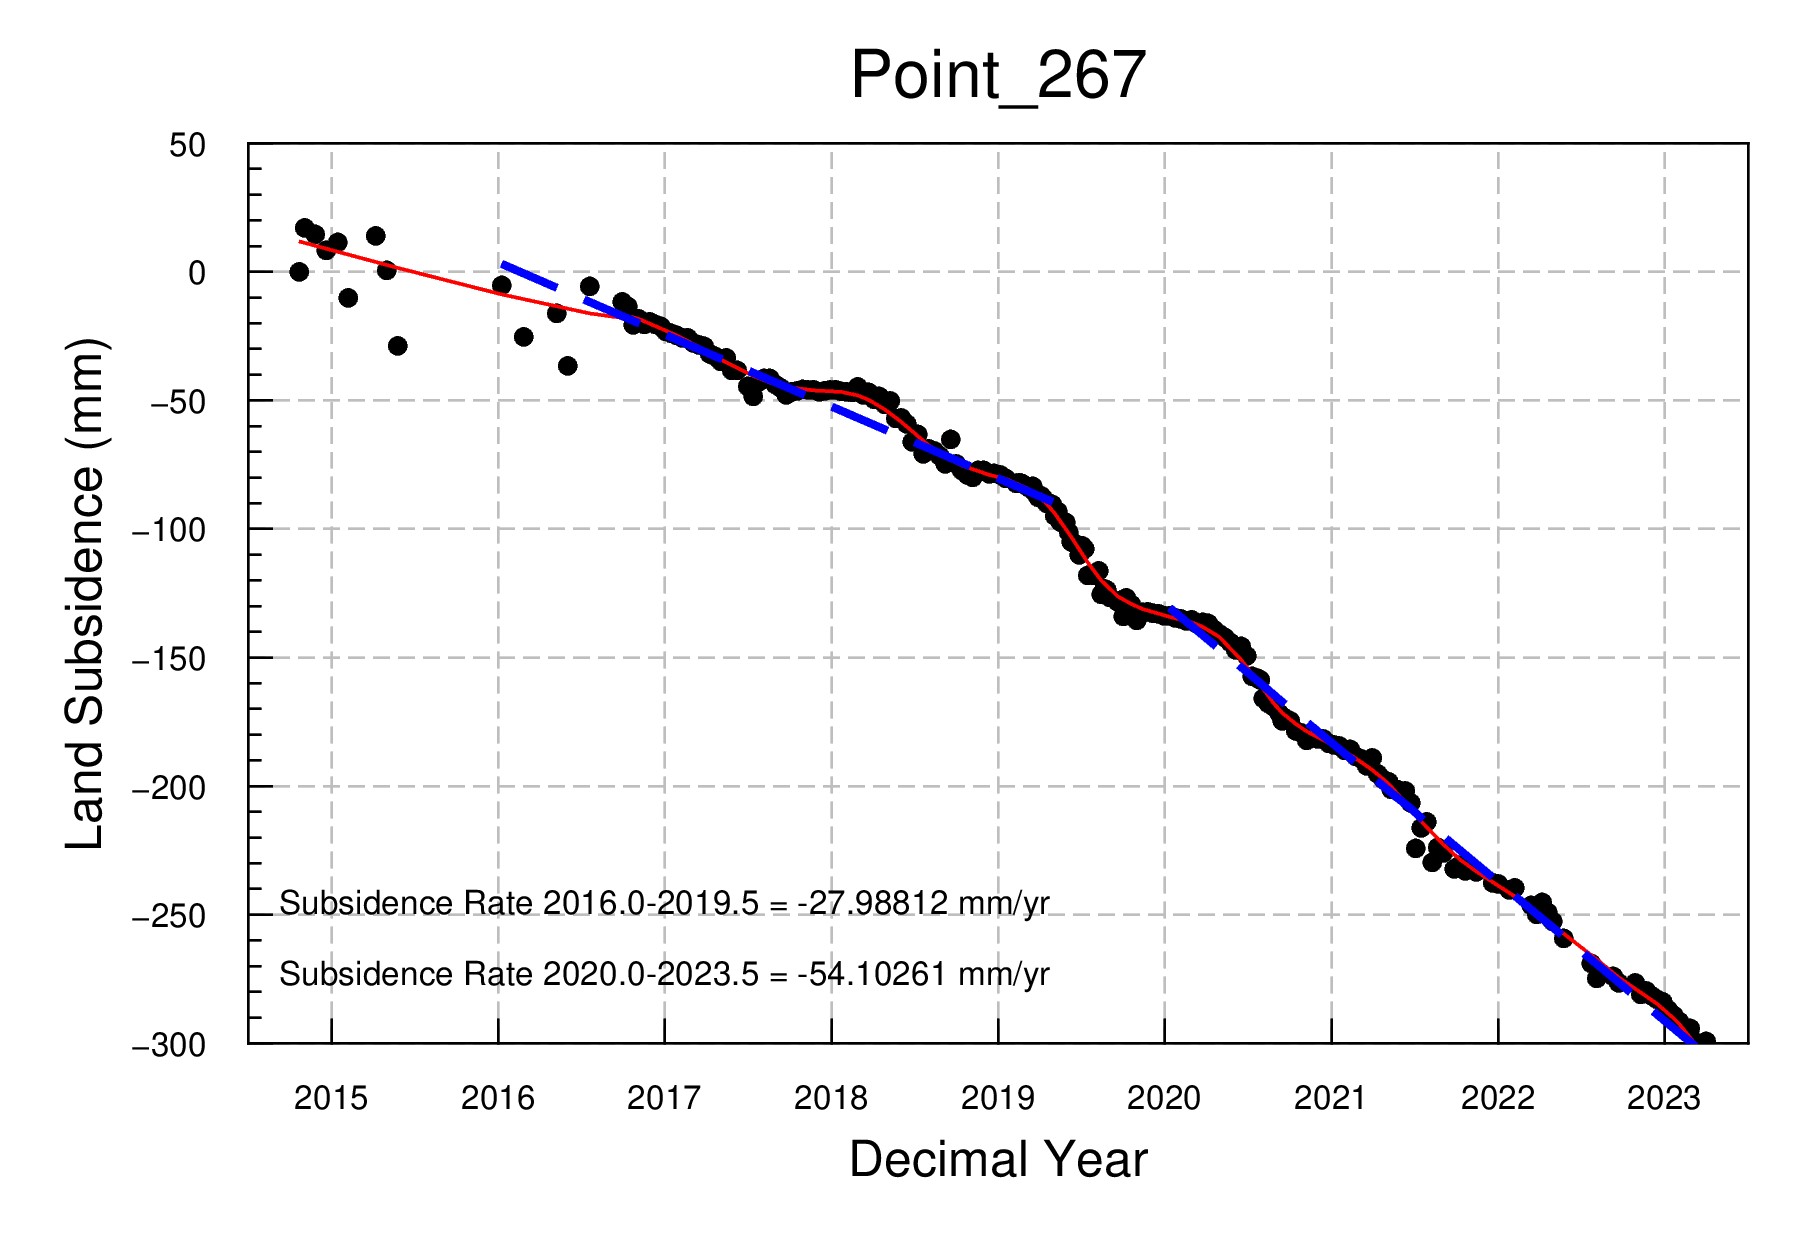 Point_267
50
0
−50
−100
−150
−200
−250
−300
Land Subsidence (mm)
Subsidence Rate 2016.0-2019.5 = -27.98812 mm/yr
Subsidence Rate 2020.0-2023.5 = -54.10261 mm/yr
2015 2016 2017 2018 2019 2020 2021 2022 2023
Decimal Year